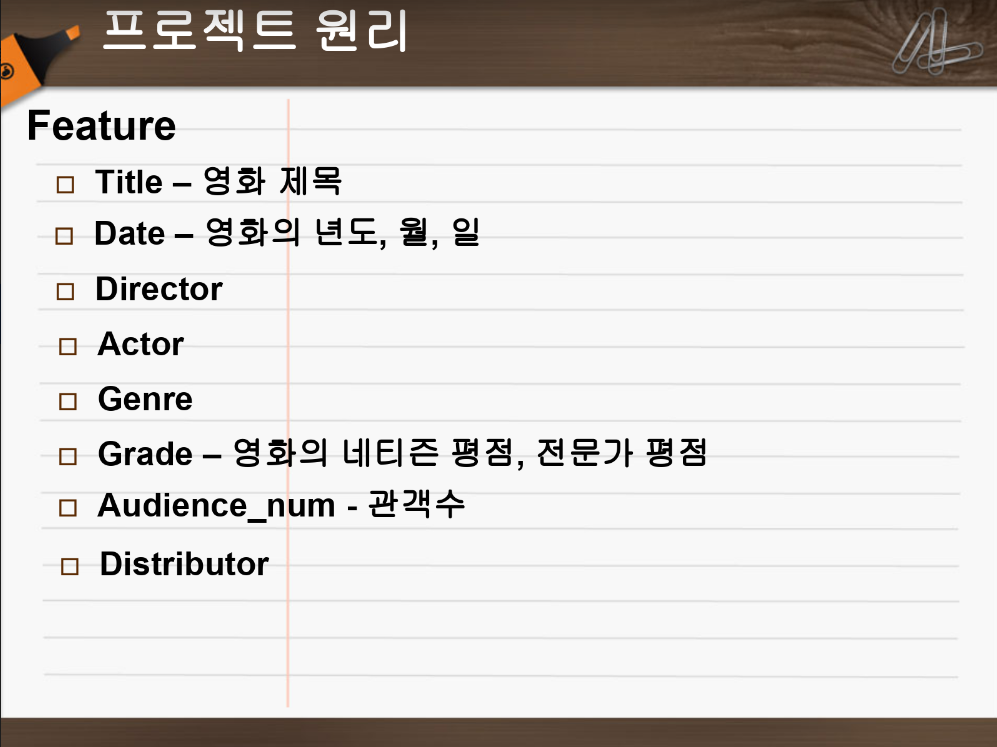 프로젝트 원리
Feature
Title – 영화 제목
Date – 영화의 년도, 월, 일
Director
Actor
Genre
Grade – 영화의 네티즌 평점, 전문가 평점
Audience_num - 관객수
Distributor